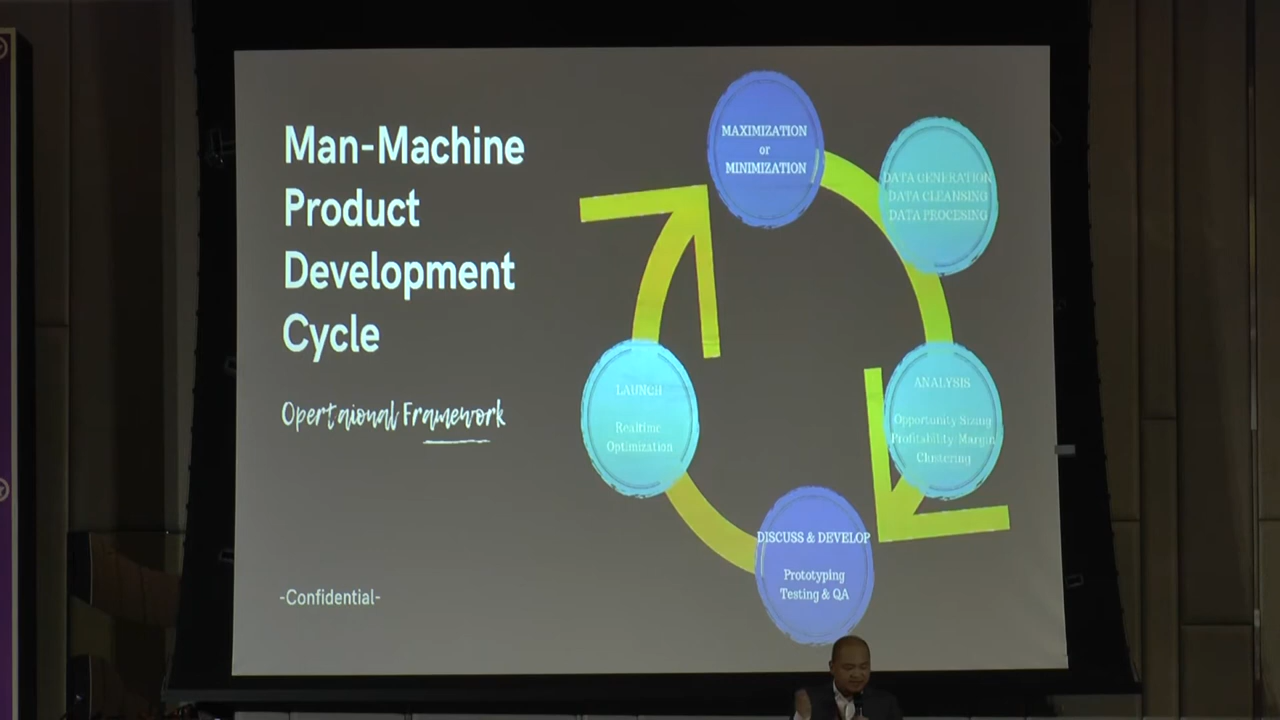 Man-Machine
Product
Development
Cycle
Opertaional Framework
-Confidential-
MAXIMIZATION
or
MINIMIZATION
DATA GENERATION
DATA CLEANSING
DATA PROCESING
ANALYSIS
Opportunity Sizing
Profitability-Margin
Clustering
DISCUSS & DEVELOP
Prototyping
Testing & QA
LAUNCH
Realtime
Optimization